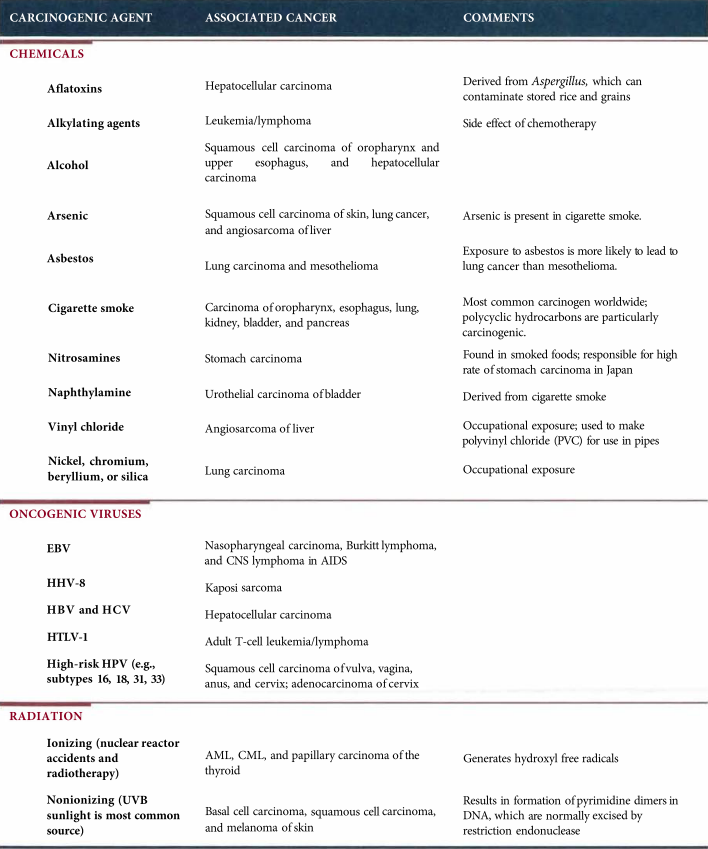 CARCINOGENIC AGENT ASSOCIATED CANCER COMMENTS
CHEMICALS
Aflatoxins
Hepatocellular carcinoma
Derived from Aspergillus, which can
contaminate stored rice and grains
Alkylating agents
Leukemia/lymphoma
Side effect of chemotherapy
Alcohol
Squamous cell carcinoma of oropharynx and
upper esophagus, and hepatocellular
carcinoma
Arsenic
Squamous cell carcinoma of skin, lung cancer,
and angiosarcoma of liver
Arsenic is present in cigarette smoke.
Asbestos
Lung carcinoma and mesothelioma
Exposure to asbestos is more likely to lead to
lung cancer than mesothelioma.
Cigarette smoke
Carcinoma of oropharynx, esophagus, lung,
kidney, bladder, and pancreas
Most common carcinogen worldwide;
polycyclic hydrocarbons are particularly
carcinogenic.
Nitrosamines
Stomach carcinoma
Found in smoked foods; responsible for high
rate of stomach carcinoma in Japan
Naphthylamine
Urothelial carcinoma of bladder
Derived from cigarette smoke
Vinyl chloride
Angiosarcoma of liver
Occupational exposure; used to make
polyvinyl chloride (PVC) for use in pipes
Nickel, chromium,
beryllium, or silica
Lung carcinoma
Occupational exposure
ONCOGENIC VIRUSES
EBV
Nasopharyngeal carcinoma, Burkitt lymphoma,
and CNS lymphoma in AIDS
HHV-8
Kaposi sarcoma
HBV and HCV
Hepatocellular carcinoma
HTLV-1
Adult T-cell leukemia/lymphoma
High-risk HPV (e.g.,
subtypes 16, 18, 31, 33)
Squamous cell carcinoma of vulva, vagina,
anus, and cervix; adenocarcinoma of cervix
RADIATION
Ionizing (nuclear reactor
accidents and
radiotherapy)
AML, CML, and papillary carcinoma of the
thyroid
Generates hydroxyl free radicals
Nonionizing (UVB
sunlight is most common
source)
Basal cell carcinoma, squamous cell carcinoma,
and melanoma of skin
Results in formation of pyrimidine dimers in
DNA, which are normally excised by
restriction endonuclease